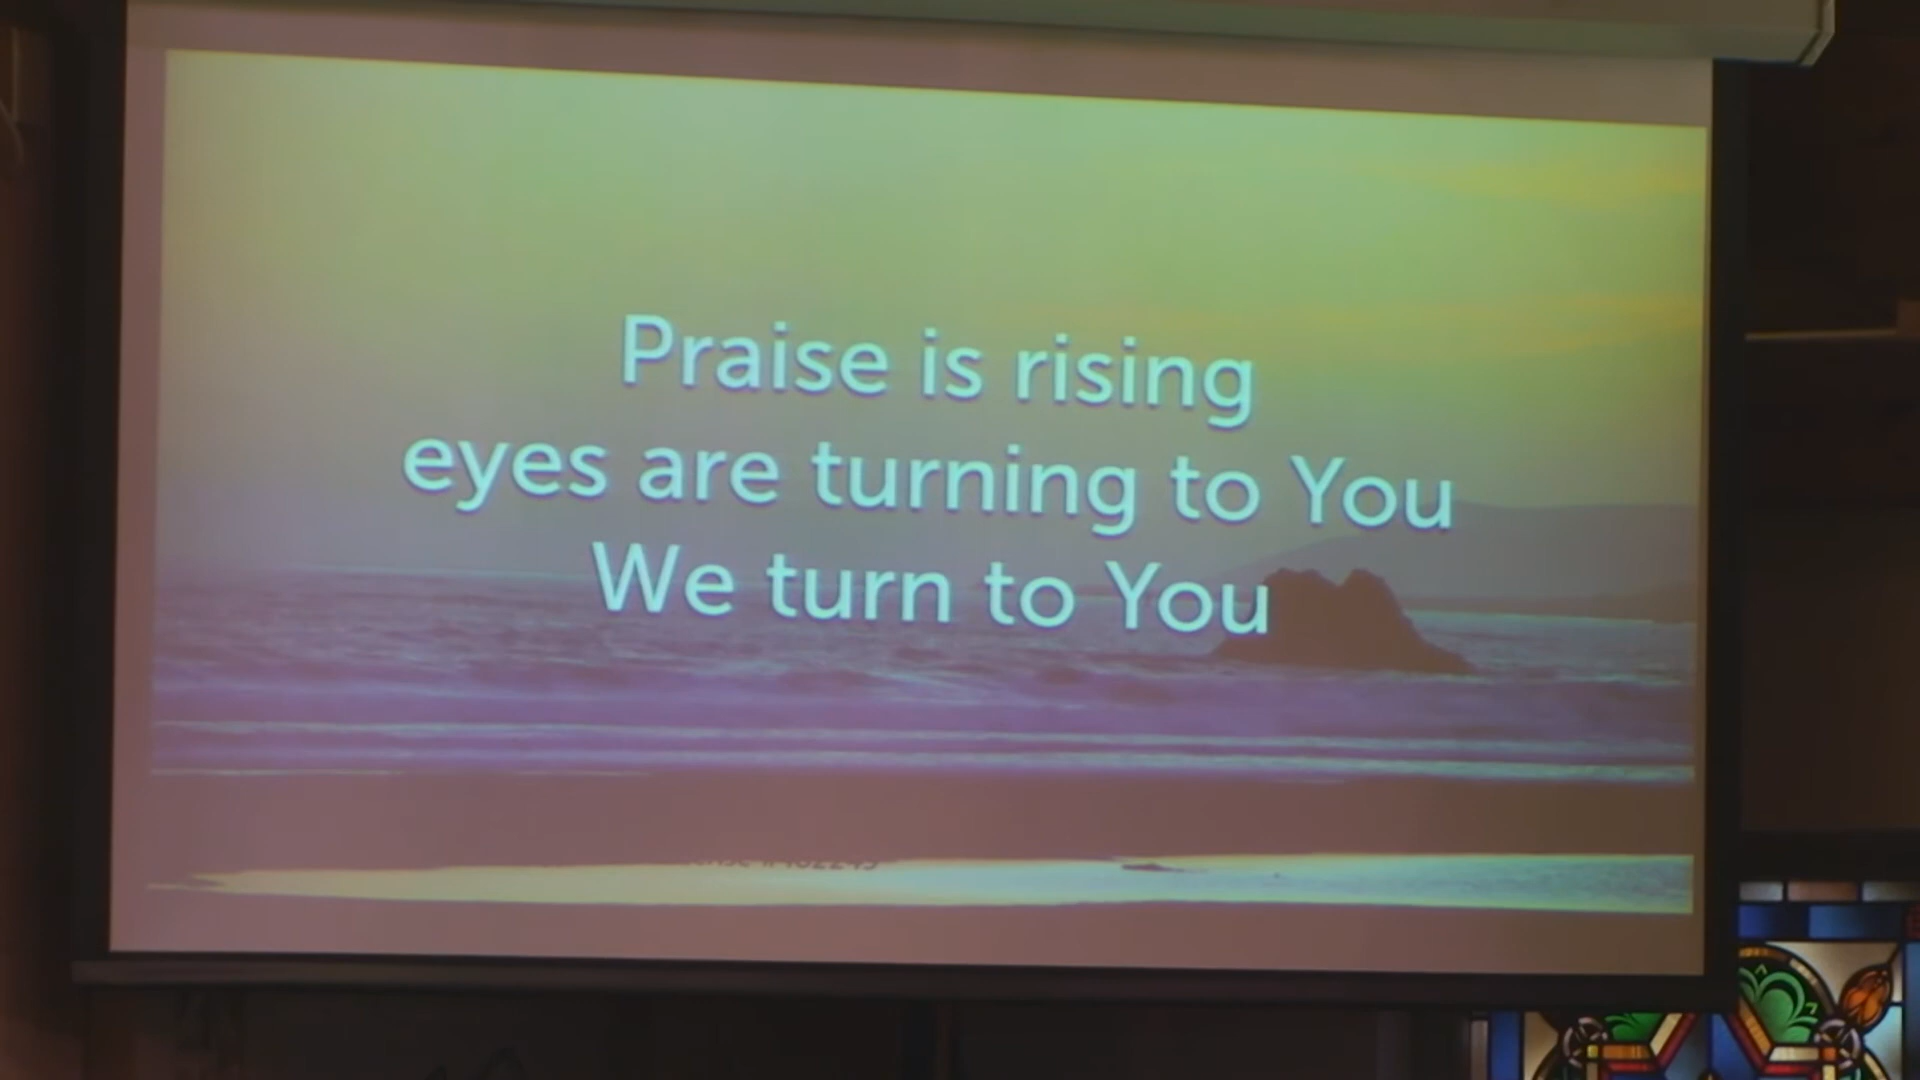 Praise is rising
eyes are turning to You
We turn to You